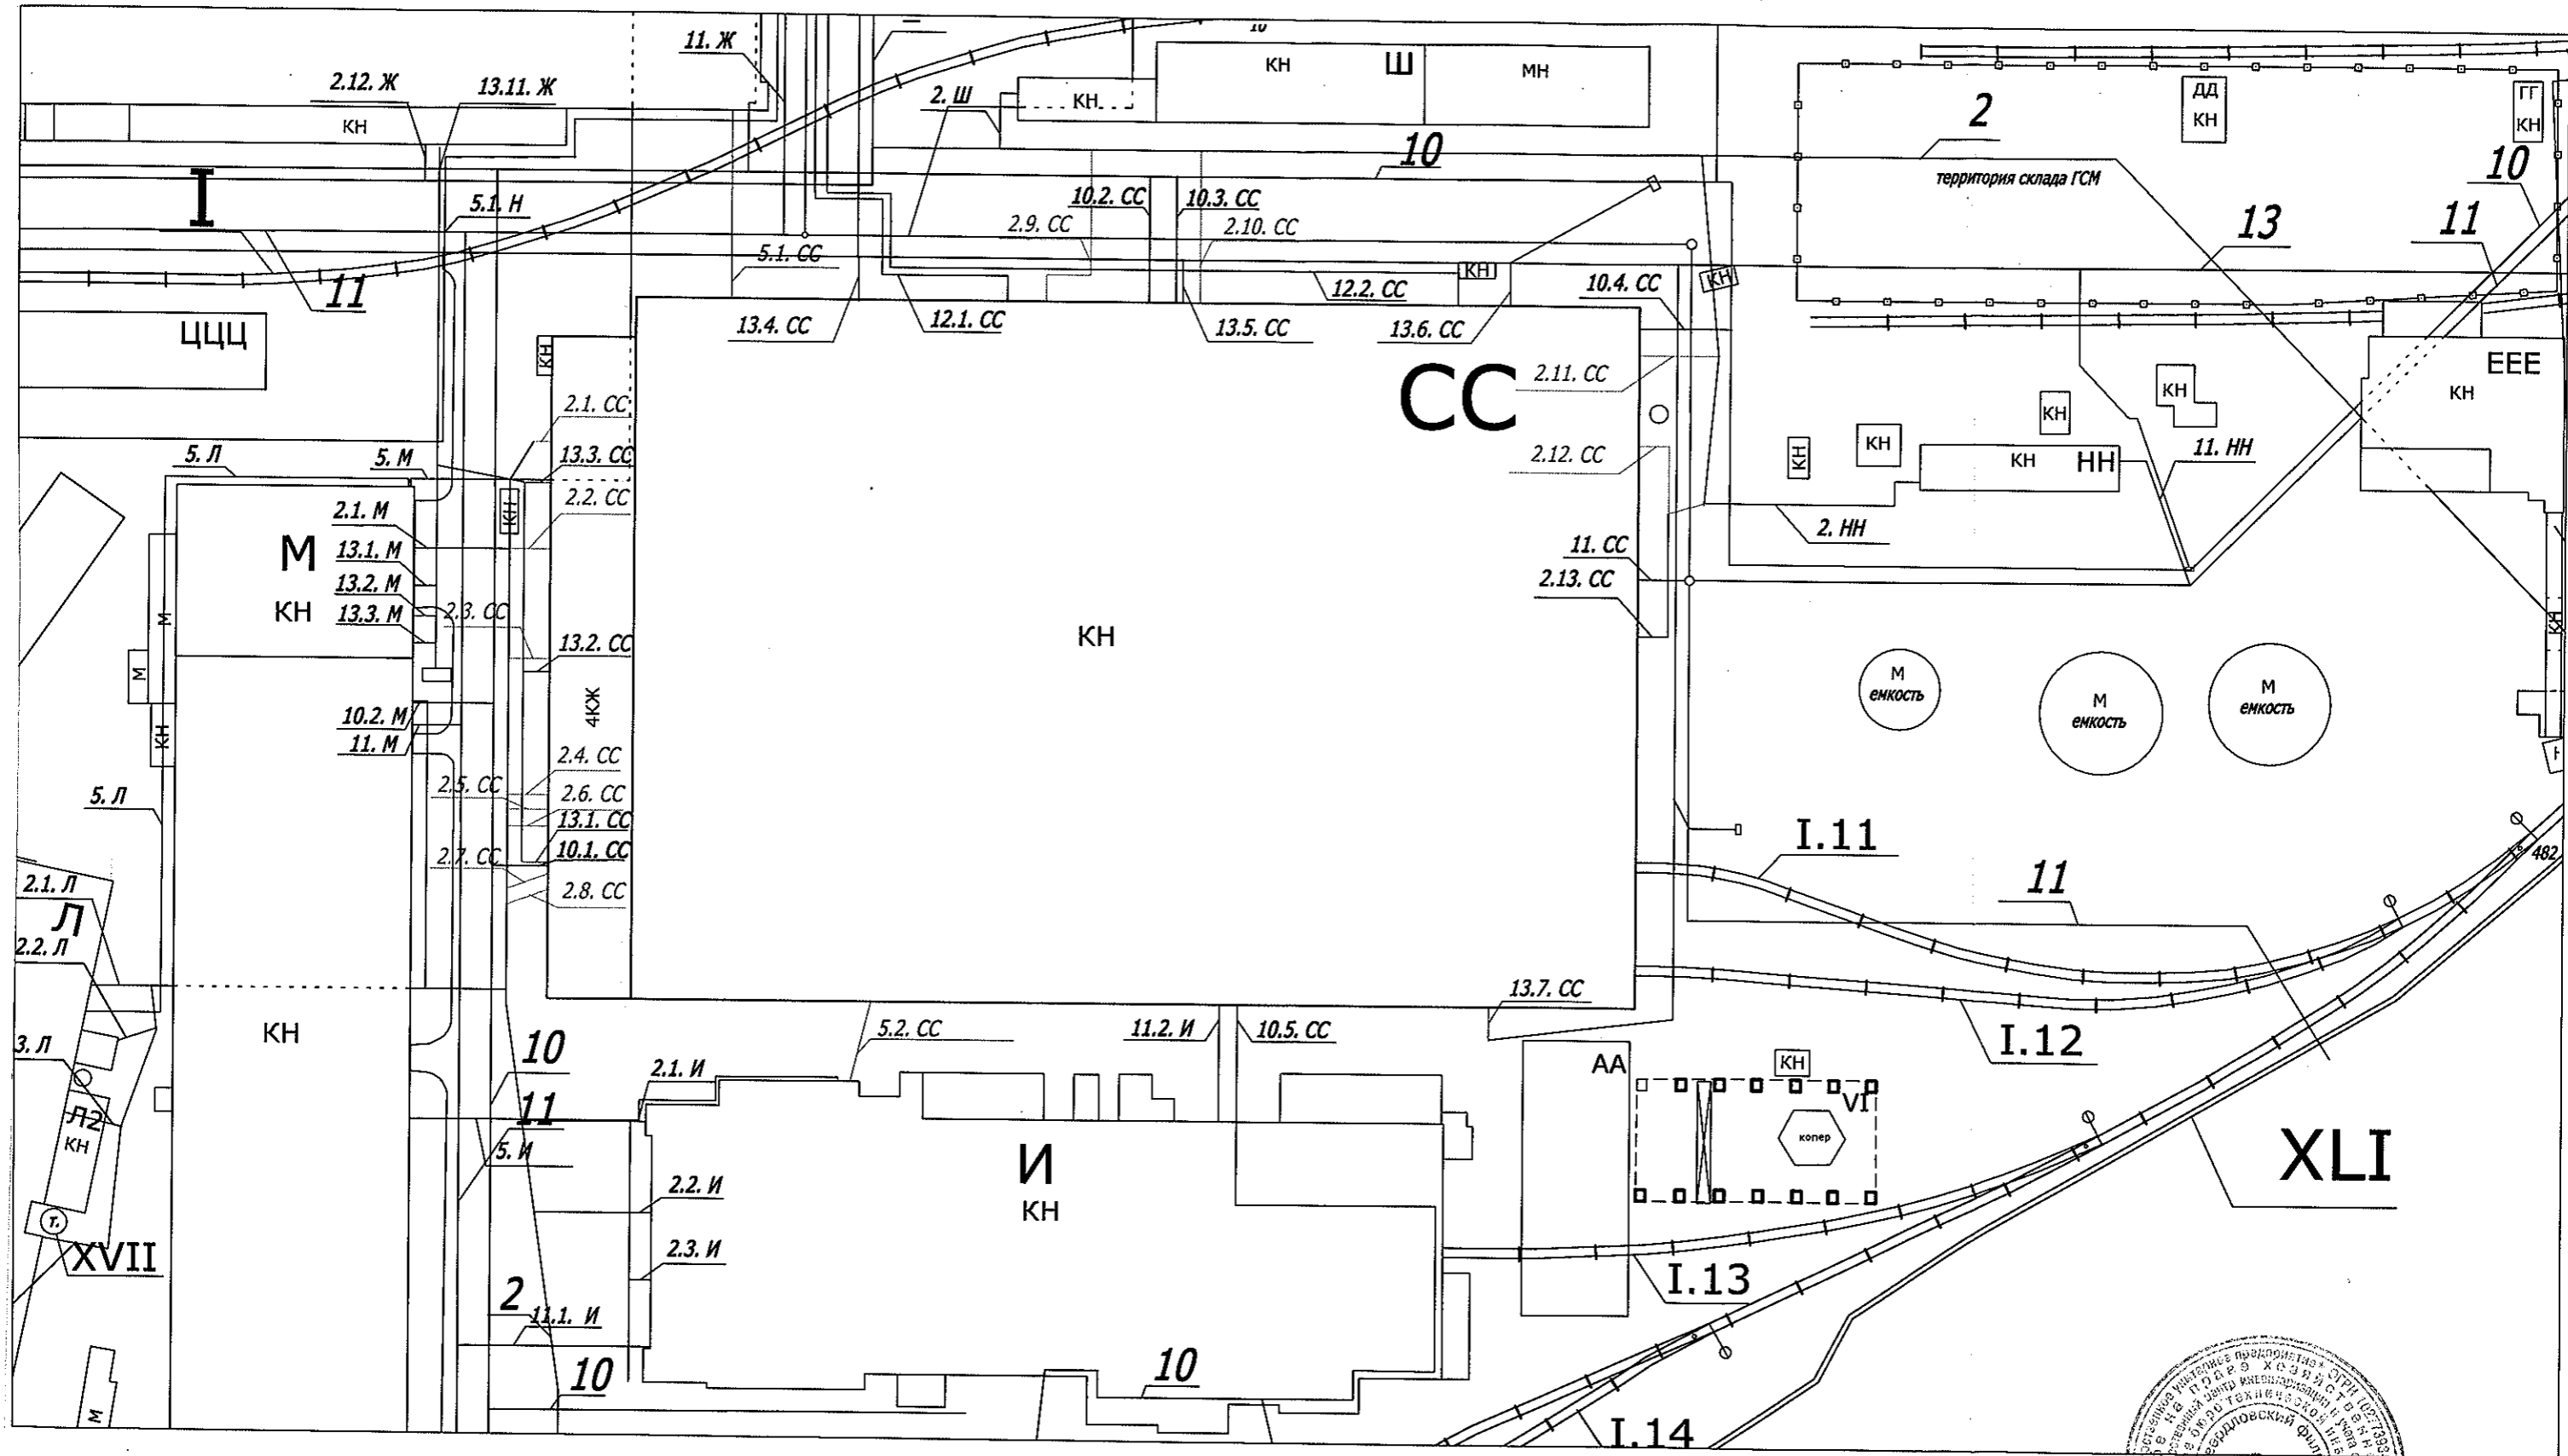 11. Ж
КН
Ш
МН
2.12. Ж
13.11. Ж
2. Ш
КН
КН
2
ДД
КН
ГГ
КН
10
10
территория склада ГСМ
I
5.1. Н
10.2. СС
10.3. СС
2.9. СС
2.10. СС
13
11
11
5.1. СС
КН
12.2. СС
10.4. СС
КН
ЦЦЦ
13.4. СС
12.1. СС
13.5. СС
13.6. СС
КН
СС
2.11. СС
ЕЕЕ
КН
2.1. СС
КН
КН
5. Л
5. М
13.3. СС
2.12. СС
КН
КН
КН
НН
11. НН
2.2. СС
КН
2.1. М
М
13.1. М
2. НН
11. СС
13.2. М
2.13. СС
КН
13.3. М
2.3. СС
М
КН
КН
13.2. СС
М
М
емкость
М
емкость
М
емкость
4КЖ
10.2. М
11. М
КН
2.4. СС
2.5. СС
2.6. СС
5. Л
13.1. СС
I.11
10.1. СС
2.7. СС
482
2.1. Л
2.8. СС
11
Л
2.2. Л
13.7. СС
КН
5.2. СС
11.2. И
10.5. СС
I.12
3. Л
10
2.1. И
АА
КН
VI
11
Л2
КН
5. И
И
КН
копер
XLI
2.2. И
Т.
XVII
2.3. И
I.13
2
11.1. И
10
10
М
I.14